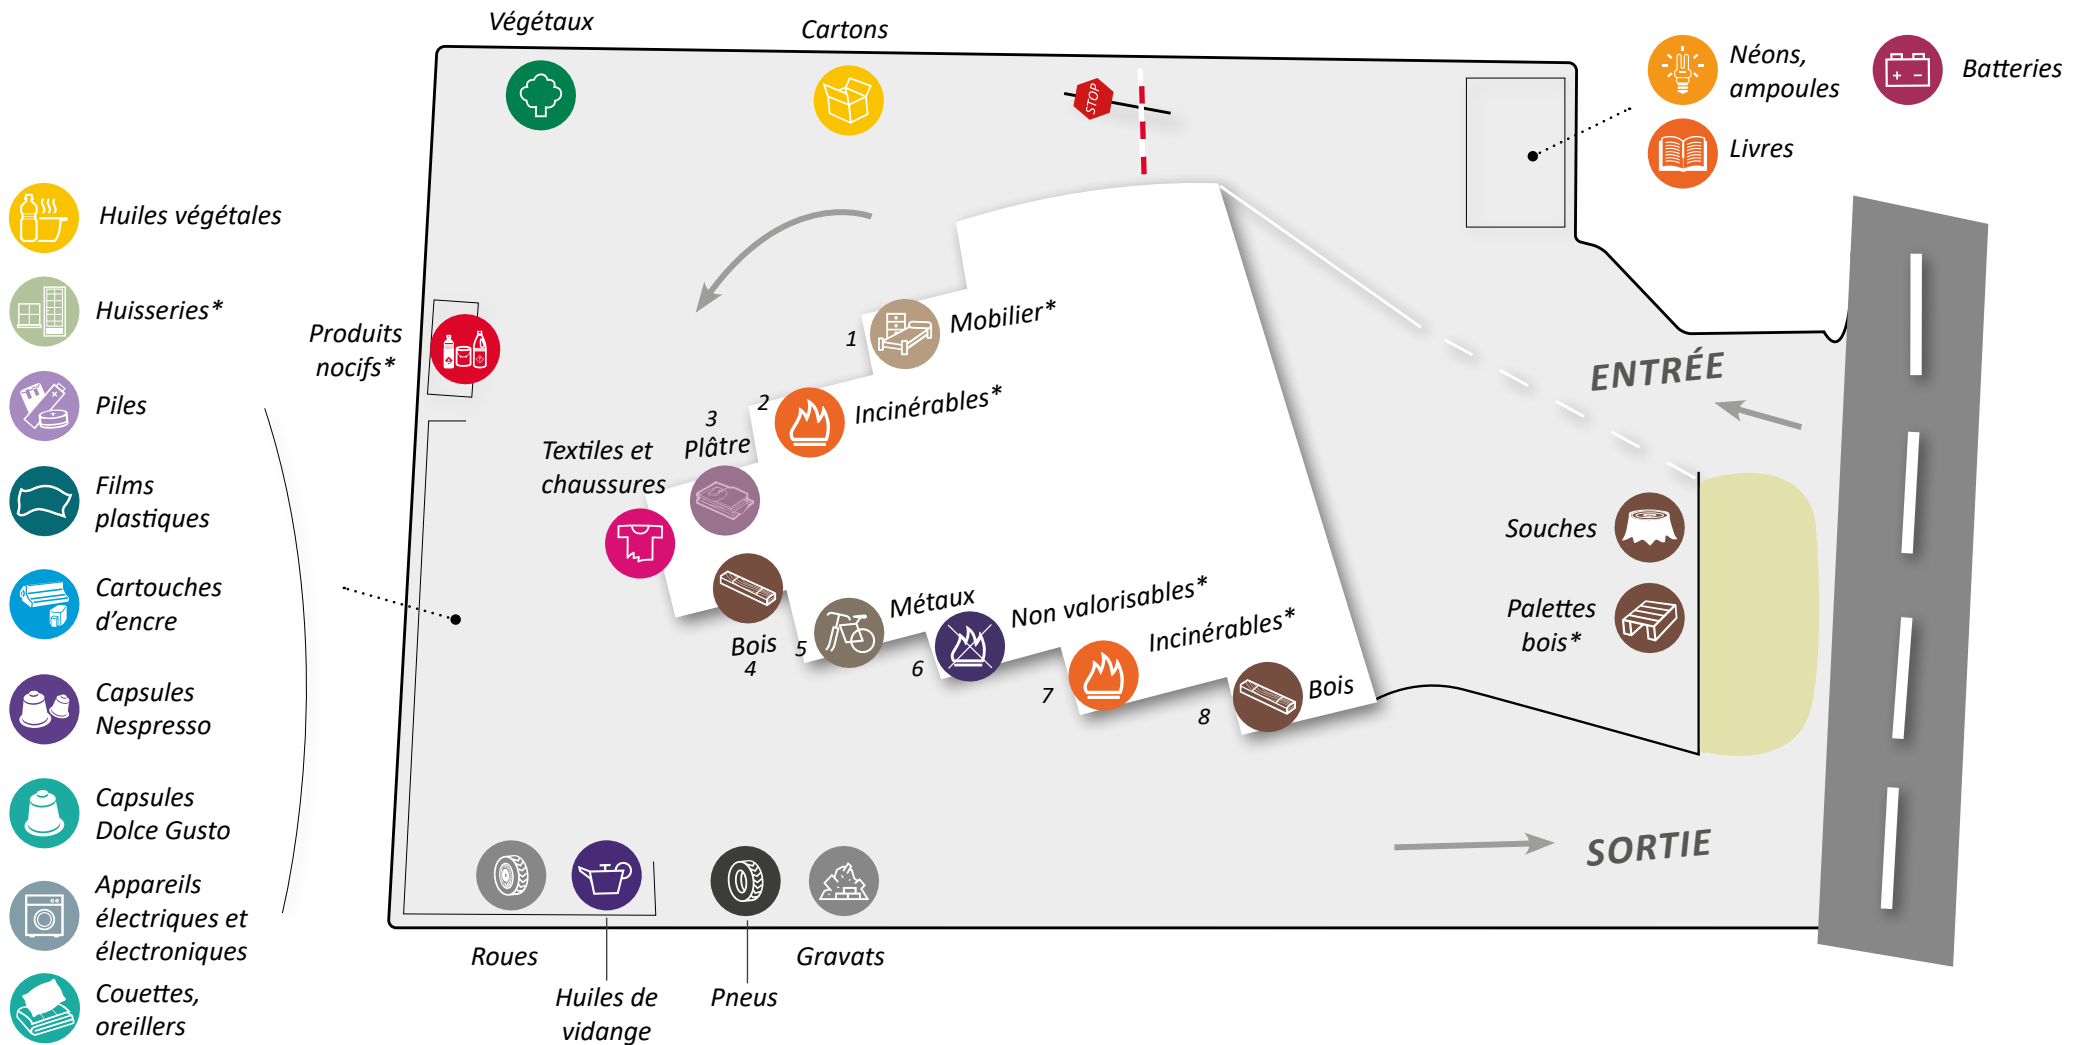 Végétaux
Cartons
STOP
Néons,
ampoules
Batteries
Livres
Huiles végétales
Huisseries*
Piles
Films
plastiques
Cartouches
d'encre
Capsules
Nespresso
Capsules
Dolce Gusto
Appareils
électriques et
électroniques
Couettes,
oreillers
Produits
nocifs*
1
Mobilier*
2
Incinérables*
3
Plâtre
Textiles et
chaussures
Bois
4
5
Métaux
6
Non valorisables*
7
Incinérables*
8
Bois
ENTRÉE
Souches
Palettes
bois*
SORTIE
Roues
Huiles de
vidange
Pneus
Gravats